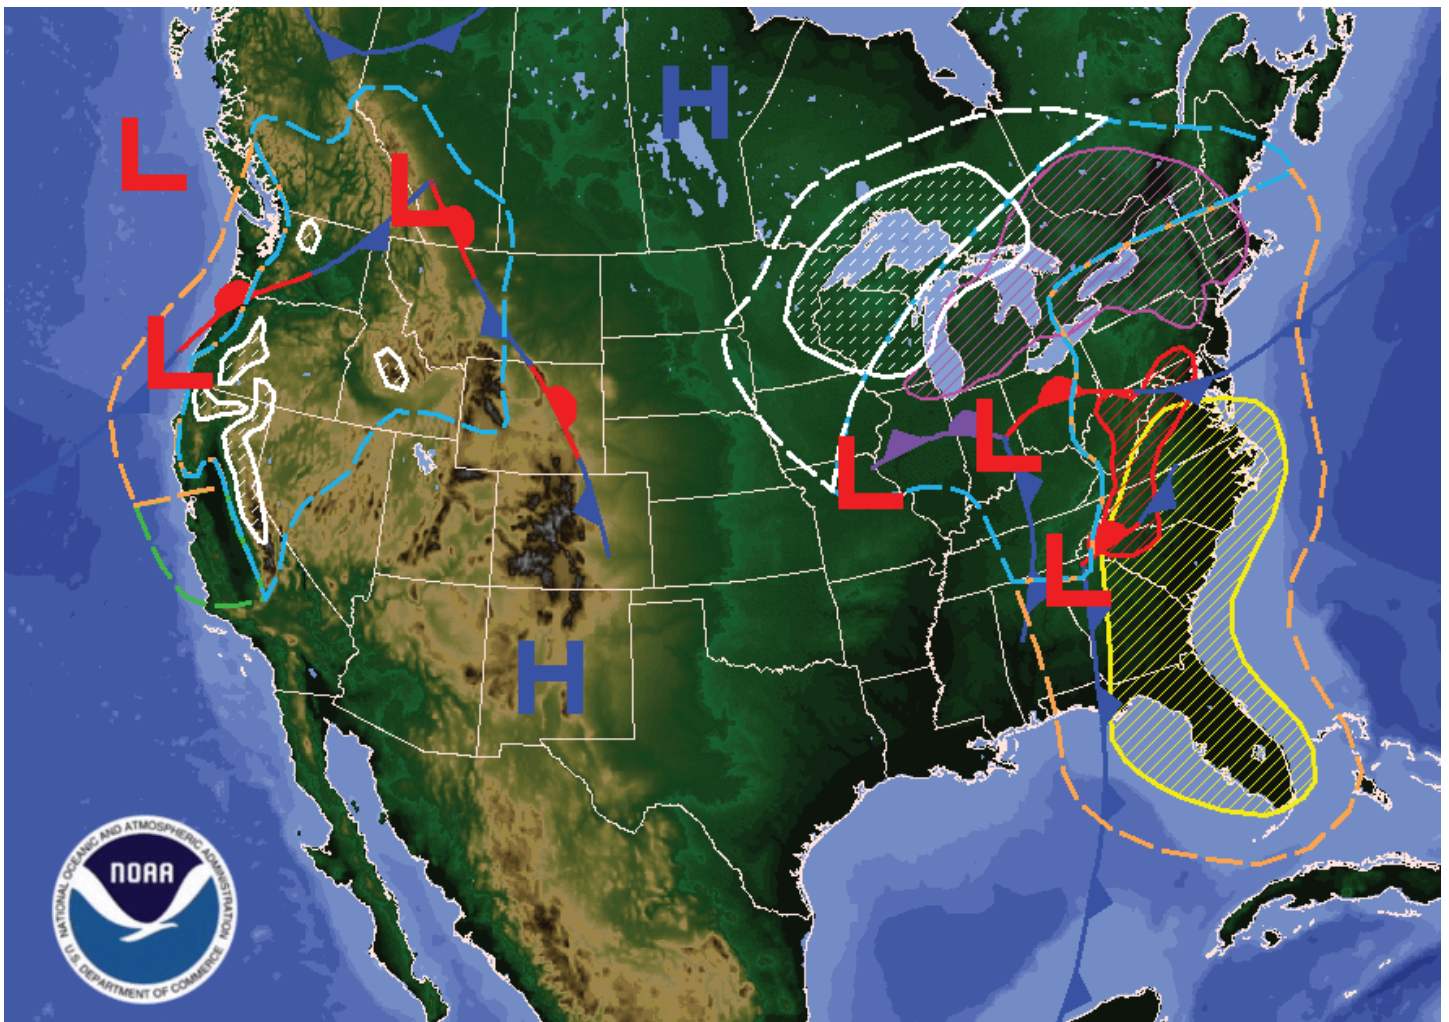 L
H
L
L
L
L
L
H
NATIONAL OCEANIC AND ATMOSPHERIC ADMINISTRATION
NOAA
U.S. DEPARTMENT OF COMMERCE